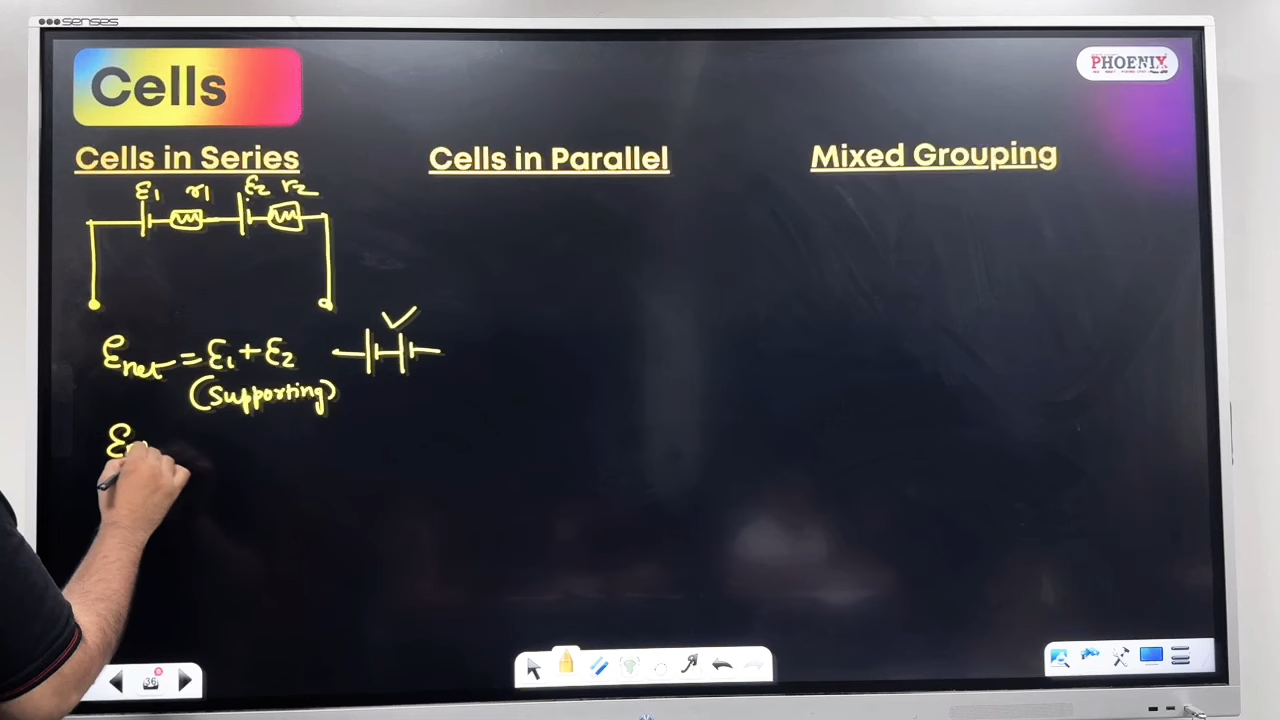 senses
Cells
PHOENIX
Cells in Series
Cells in Parallel
Mixed Grouping
ε1 r1 ε2 r2
εnet = ε1 + ε2
(Supporting)
ε
36